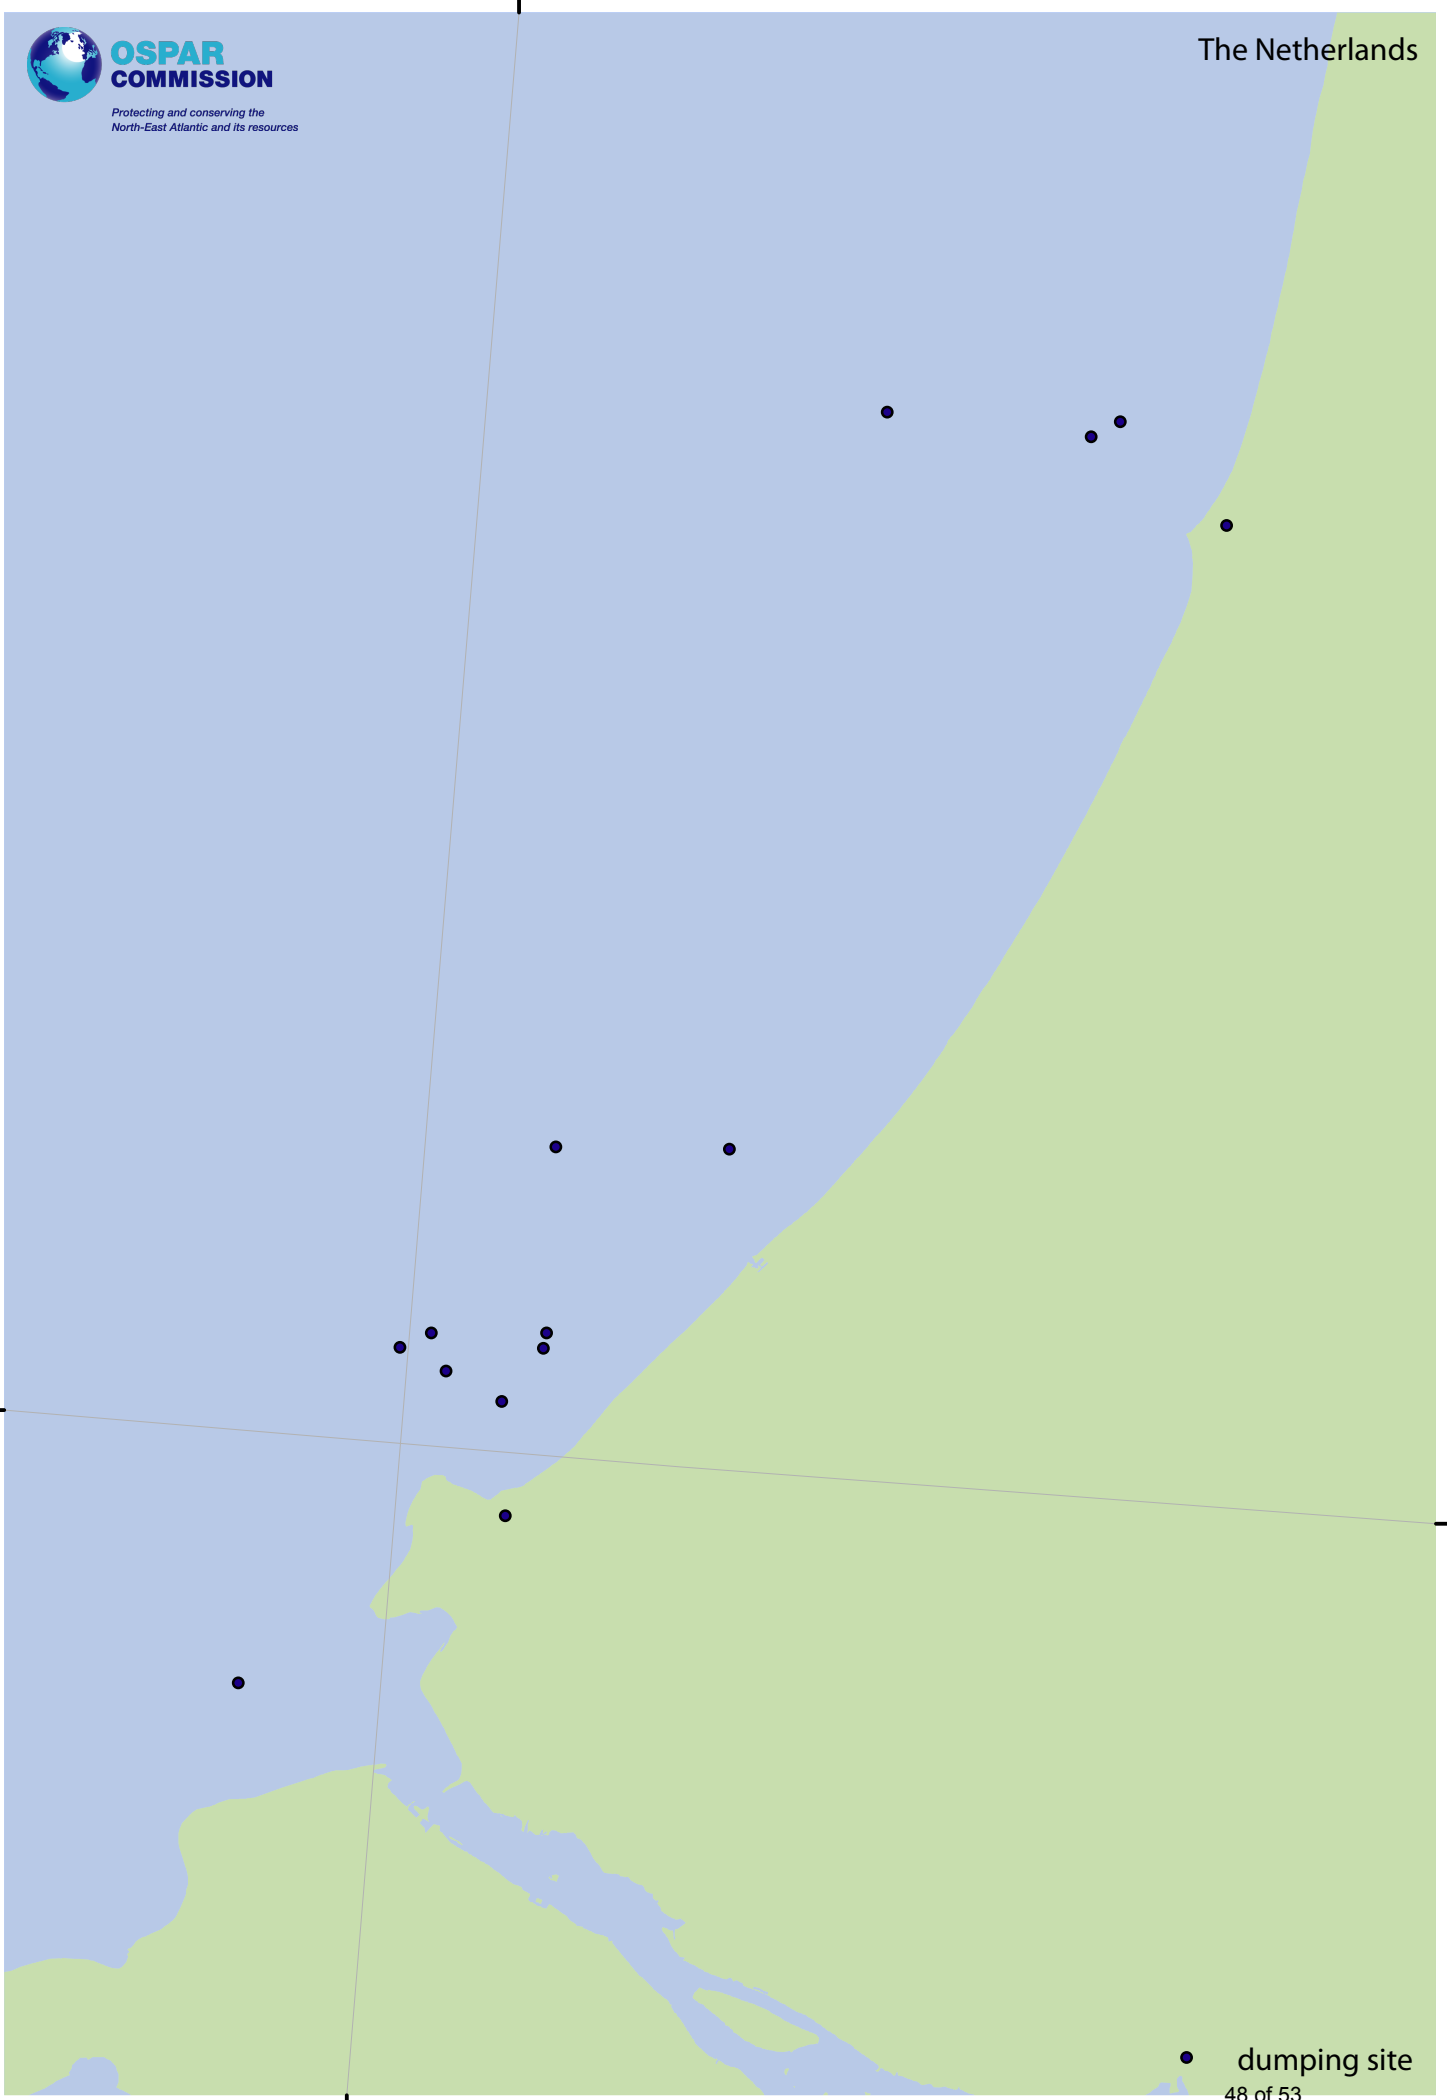 OSPAR
COMMISSION
Protecting and conserving the
North-East Atlantic and its resources
The Netherlands
dumping site
48 of 53